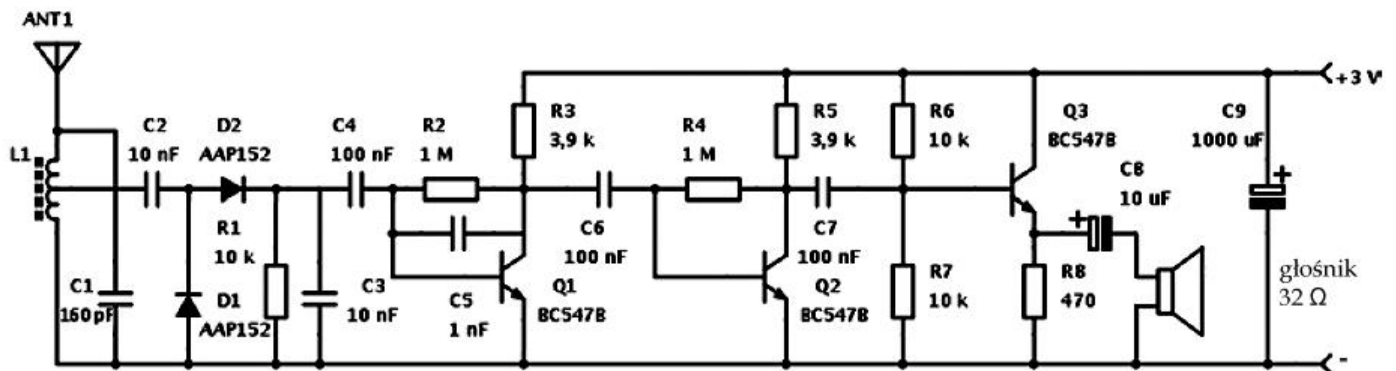 ANT1
L1
C2
10 nF
D2
AAP152
C4
100 nF
R2
1 M
R3
3,9 k
R4
1 M
R5
3,9 k
R6
10 k
Q3
BC547B
C9
1000 uF
+3 V
C8
10 uF
+
+
R1
10 k
C1
160pF
D1
AAP152
C3
10 nF
C5
1 nF
Q1
BC547B
C6
100 nF
C7
100 nF
Q2
BC547B
R7
10 k
R8
470
głośnik
32 Ω
-